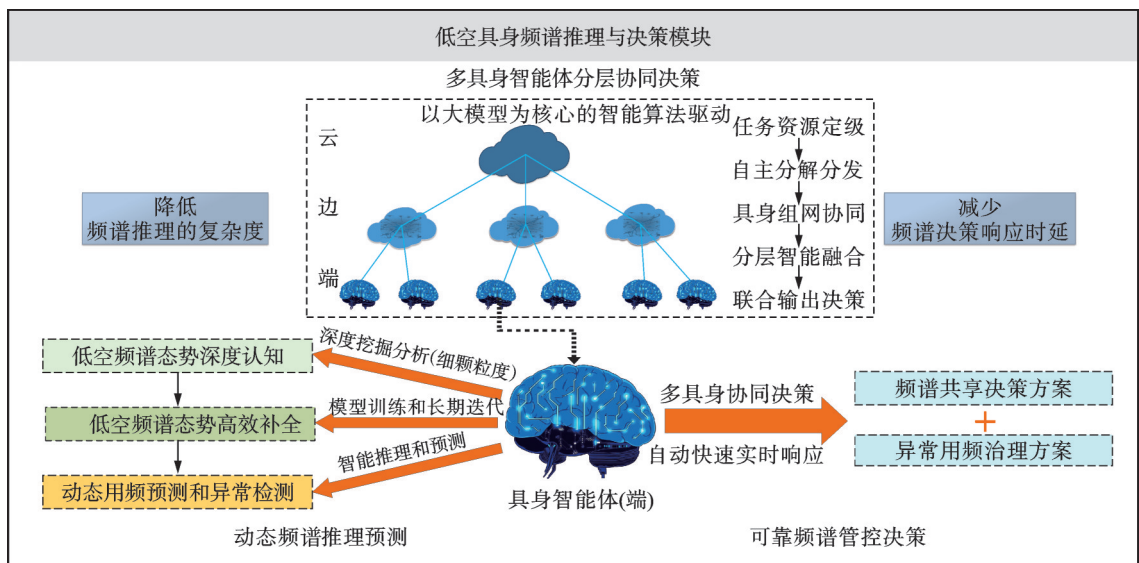 低空具身频谱推理与决策模块
多具身智能体分层协同决策
以大模型为核心的智能算法驱动
云
边
端
任务资源定级
自主分解分发
具身组网协同
分层智能融合
联合输出决策
降低
频谱推理的复杂度
减少
频谱决策响应时延
低空频谱态势深度认知
低空频谱态势高效补全
动态用频预测和异常检测
深度挖掘分析(细颗粒度)
模型训练和长期迭代
智能推理和预测
具身智能体(端)
多具身协同决策
自动快速实时响应
频谱共享决策方案
+
异常用频治理方案
动态频谱推理预测
可靠频谱管控决策